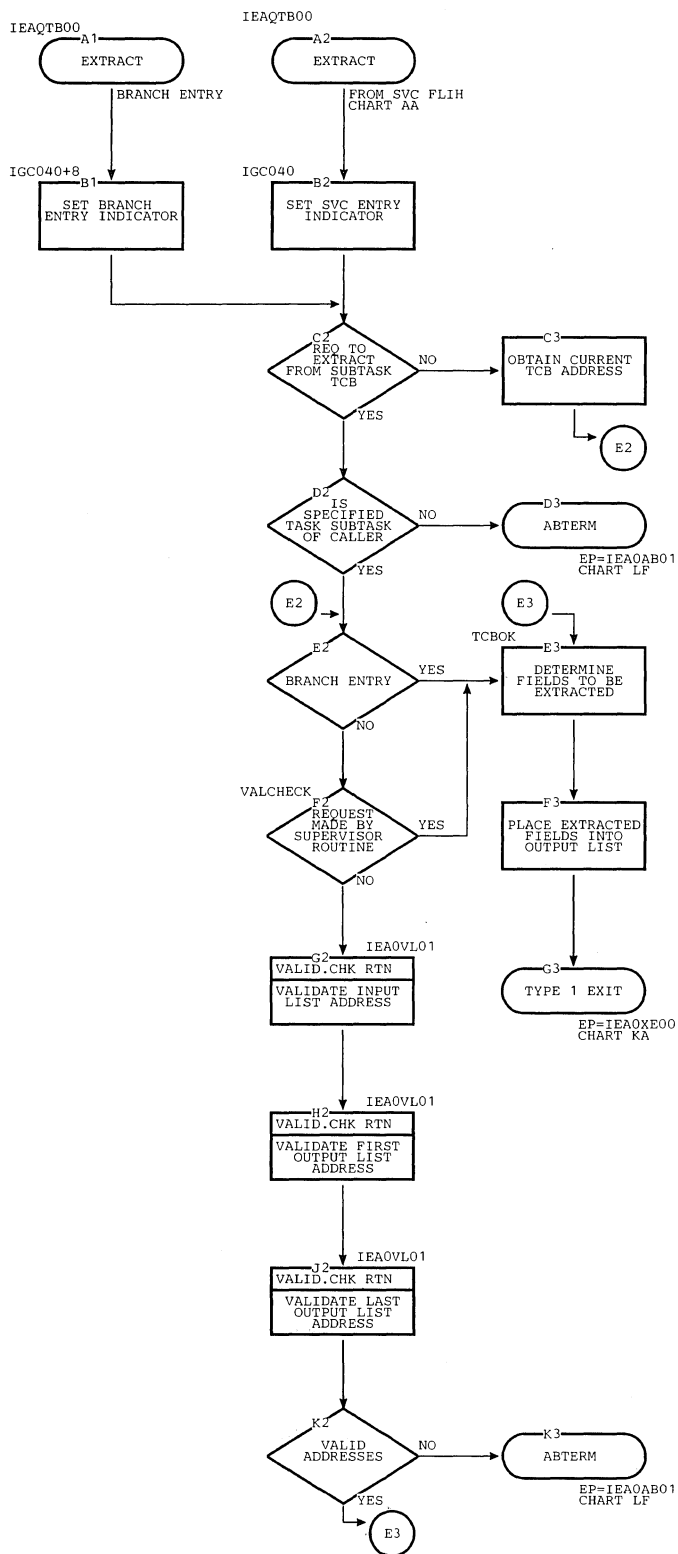 IEAQTB00
A1
EXTRACT
BRANCH ENTRY
IEAQTB00
A2
EXTRACT
FROM SVC FLIH
CHART AA
IGC040+8
B1
SET BRANCH
ENTRY INDICATOR
IGC040
B2
SET SVC ENTRY
INDICATOR
C2
REQ TO
EXTRACT
FROM SUBTASK
TCB
NO
YES
C3
OBTAIN CURRENT
TCB ADDRESS
E2
D2
IS
SPECIFIED
TASK SUBTASK
OF CALLER
NO
YES
D3
ABTERM
EP=IEA0AB01
CHART LF
E2
E3
E2
BRANCH ENTRY
YES
NO
TCBOK
E3
DETERMINE
FIELDS TO BE
EXTRACTED
VALCHECK
F2
REQUEST
MADE BY
SUPERVISOR
ROUTINE
YES
NO
F3
PLACE EXTRACTED
FIELDS INTO
OUTPUT LIST
IEA0VL01
G2
VALID.CHK RTN
VALIDATE INPUT
LIST ADDRESS
G3
TYPE 1 EXIT
EP=IEA0XE00
CHART KA
IEA0VL01
H2
VALID.CHK RTN
VALIDATE FIRST
OUTPUT LIST
ADDRESS
IEA0VL01
J2
VALID.CHK RTN
VALIDATE LAST
OUTPUT LIST
ADDRESS
K2
VALID
ADDRESSES
NO
YES
K3
ABTERM
EP=IEA0AB01
CHART LF
E3